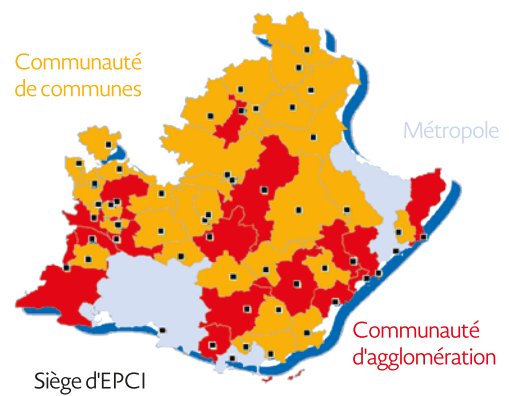 Communauté
de communes
Métropole
Communauté
d'agglomération
Siège d'EPCI